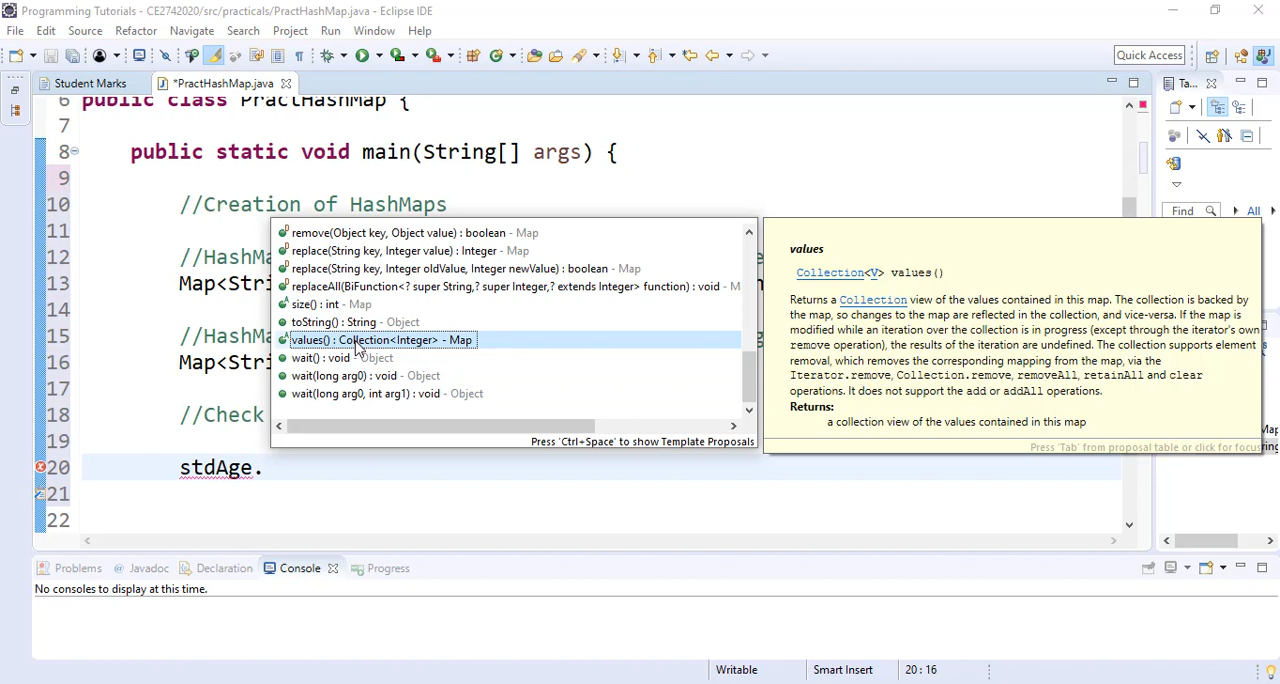 Programming Tutorials - CE2742020/src/practicals/PractHashMap.java - Eclipse IDE
File Edit Source Refactor Navigate Search Project Run Window Help
Quick Access
Student Marks
*PractHashMap.java
Ta...
6 public class PractHashMap {
7
8 public static void main(String[] args) {
9
10 //Creation of HashMaps
11
12 //HashMa
13 Map<Str
14
15 //HashMa
16 Map<Str
17
18 //Check
19
20 stdAge.
21
22
remove(Object key, Object value) : boolean - Map
replace(String key, Integer value) : Integer - Map
replace(String key, Integer oldValue, Integer newValue) : boolean - Map
replaceAll(BiFunction<? super String,? super Integer,? extends Integer> function) : void - M
size() : int - Map
toString() : String - Object
values() : Collection<Integer> - Map
wait() : void - Object
wait(long arg0) : void - Object
wait(long arg0, int arg1) : void - Object
Press 'Ctrl+Space' to show Template Proposals
values
Collection<V> values()
Returns a Collection view of the values contained in this map. The collection is backed by
the map, so changes to the map are reflected in the collection, and vice-versa. If the map is
modified while an iteration over the collection is in progress (except through the iterator's own
remove operation), the results of the iteration are undefined. The collection supports element
removal, which removes the corresponding mapping from the map, via the
Iterator.remove, Collection.remove, removeAll, retainAll and clear
operations. It does not support the add or addAll operations.
Returns:
a collection view of the values contained in this map
Press 'Tab' from proposal table or click for focus
Find
All
Problems
Javadoc
Declaration
Console
Progress
No consoles to display at this time.
Writable
Smart Insert
20 : 16